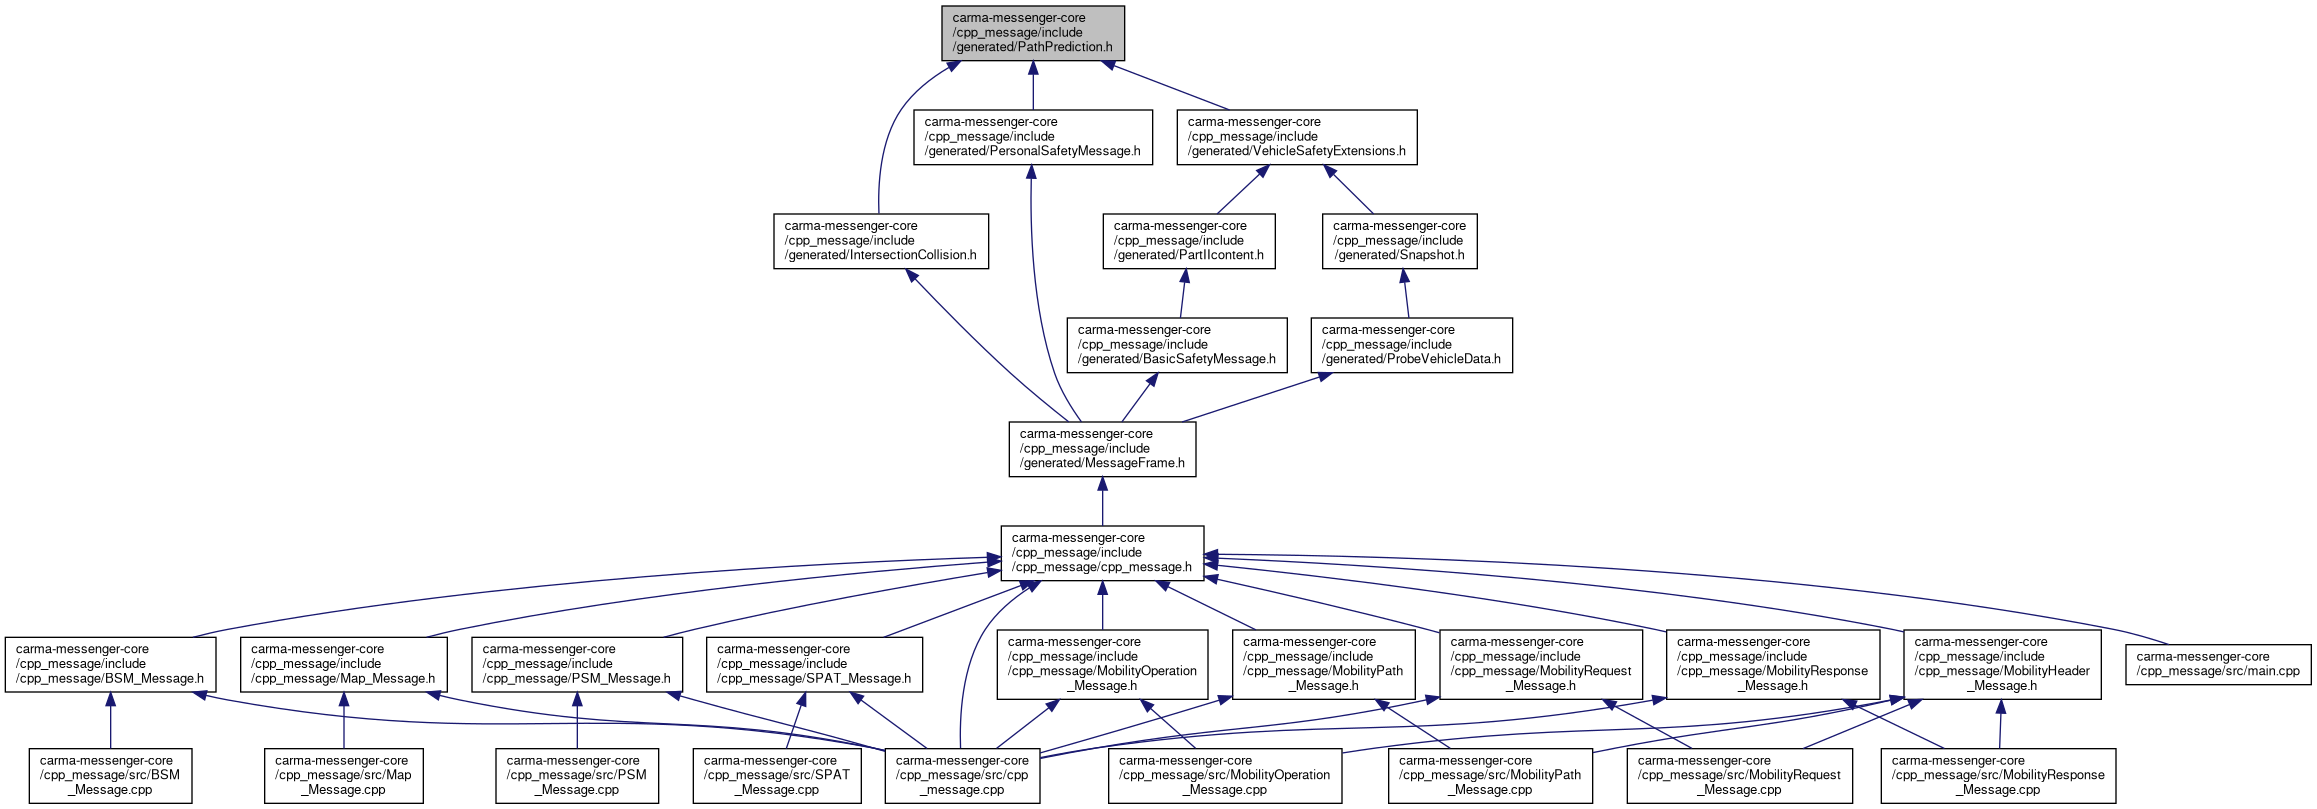 carma-messenger-core
/cpp_message/include
/generated/PathPrediction.h
carma-messenger-core
/cpp_message/include
/generated/PersonalSafetyMessage.h
carma-messenger-core
/cpp_message/include
/generated/VehicleSafetyExtensions.h
carma-messenger-core
/cpp_message/include
/generated/IntersectionCollision.h
carma-messenger-core
/cpp_message/include
/generated/PartIIcontent.h
carma-messenger-core
/cpp_message/include
/generated/Snapshot.h
carma-messenger-core
/cpp_message/include
/generated/BasicSafetyMessage.h
carma-messenger-core
/cpp_message/include
/generated/ProbeVehicleData.h
carma-messenger-core
/cpp_message/include
/generated/MessageFrame.h
carma-messenger-core
/cpp_message/include
/cpp_message/cpp_message.h
carma-messenger-core
/cpp_message/include
/cpp_message/BSM_Message.h
carma-messenger-core
/cpp_message/include
/cpp_message/Map_Message.h
carma-messenger-core
/cpp_message/include
/cpp_message/PSM_Message.h
carma-messenger-core
/cpp_message/include
/cpp_message/SPAT_Message.h
carma-messenger-core
/cpp_message/include
/cpp_message/MobilityOperation
_Message.h
carma-messenger-core
/cpp_message/include
/cpp_message/MobilityPath
_Message.h
carma-messenger-core
/cpp_message/include
/cpp_message/MobilityRequest
_Message.h
carma-messenger-core
/cpp_message/include
/cpp_message/MobilityResponse
_Message.h
carma-messenger-core
/cpp_message/include
/cpp_message/MobilityHeader
_Message.h
carma-messenger-core
/cpp_message/src/main.cpp
carma-messenger-core
/cpp_message/src/BSM
_Message.cpp
carma-messenger-core
/cpp_message/src/Map
_Message.cpp
carma-messenger-core
/cpp_message/src/PSM
_Message.cpp
carma-messenger-core
/cpp_message/src/SPAT
_Message.cpp
carma-messenger-core
/cpp_message/src/cpp
_message.cpp
carma-messenger-core
/cpp_message/src/MobilityOperation
_Message.cpp
carma-messenger-core
/cpp_message/src/MobilityPath
_Message.cpp
carma-messenger-core
/cpp_message/src/MobilityRequest
_Message.cpp
carma-messenger-core
/cpp_message/src/MobilityResponse
_Message.cpp